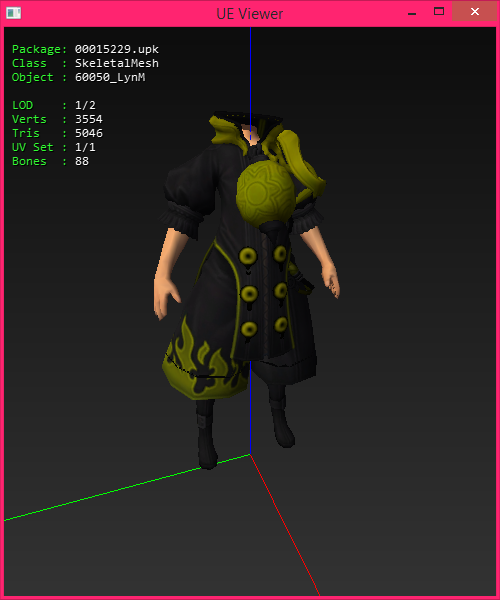 UE Viewer
Package: 00015229.upk
Class  : SkeletalMesh
Object : 60050_LynM
LOD    : 1/2
Verts  : 3554
Tris   : 5046
UV Set : 1/1
Bones  : 88